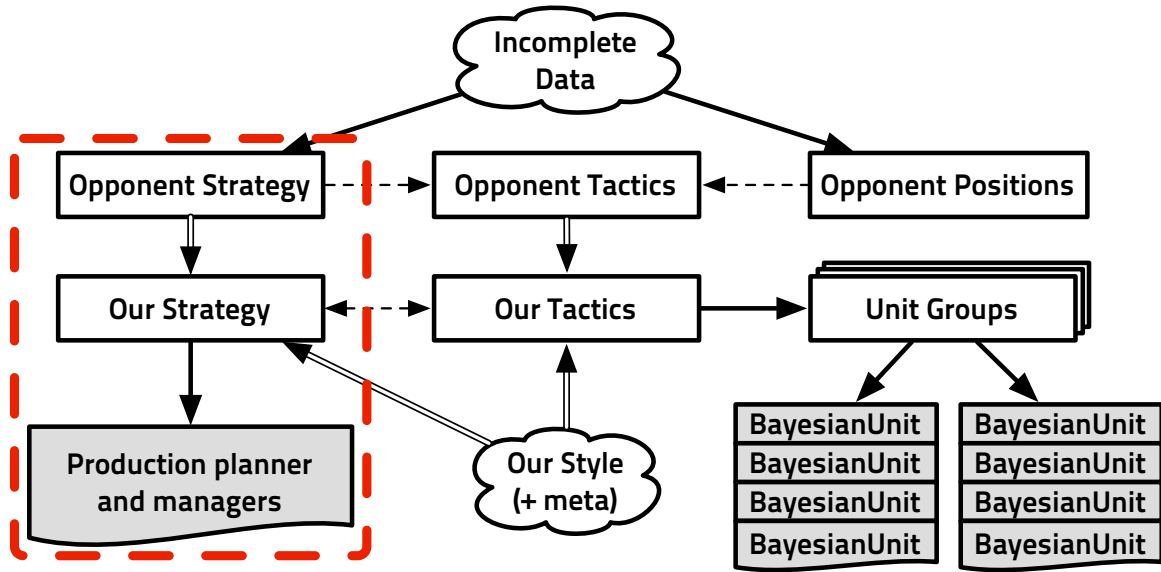 Incomplete
Data
Opponent Strategy
Opponent Tactics
Opponent Positions
Our Strategy
Our Tactics
Unit Groups
Production planner
and managers
Our Style
(+ meta)
BayesianUnit
BayesianUnit
BayesianUnit
BayesianUnit
BayesianUnit
BayesianUnit
BayesianUnit
BayesianUnit